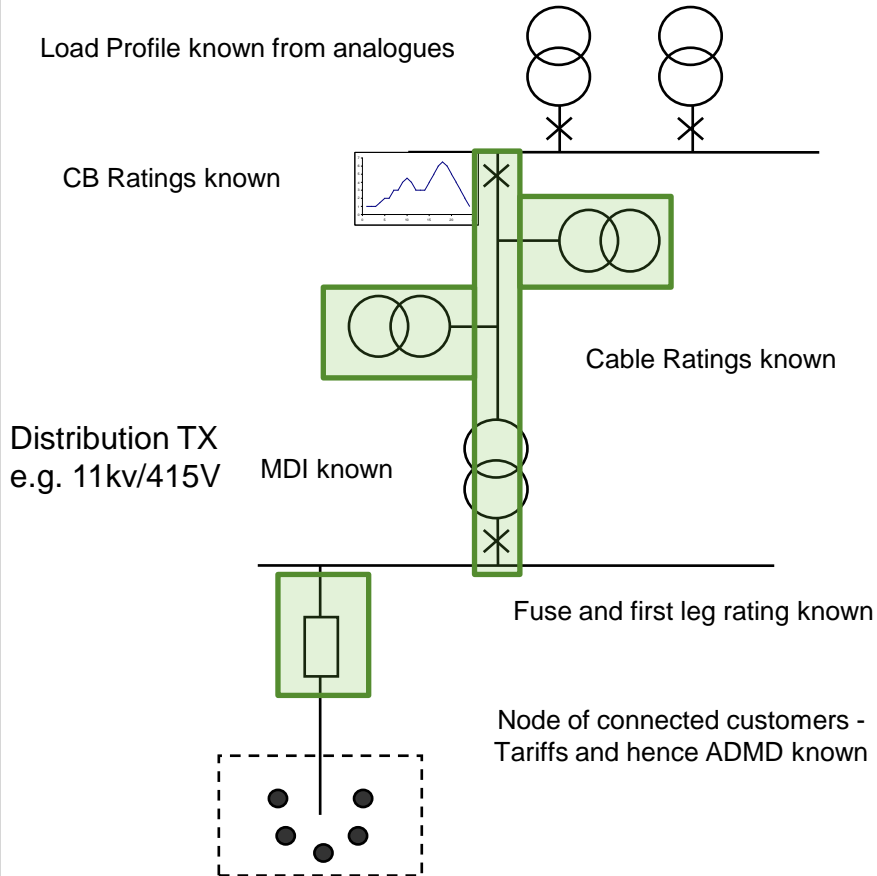 Load Profile known from analogues
CB Ratings known
Cable Ratings known
Distribution TX
e.g. 11kv/415V
MDI known
Fuse and first leg rating known
Node of connected customers -
Tariffs and hence ADMD known